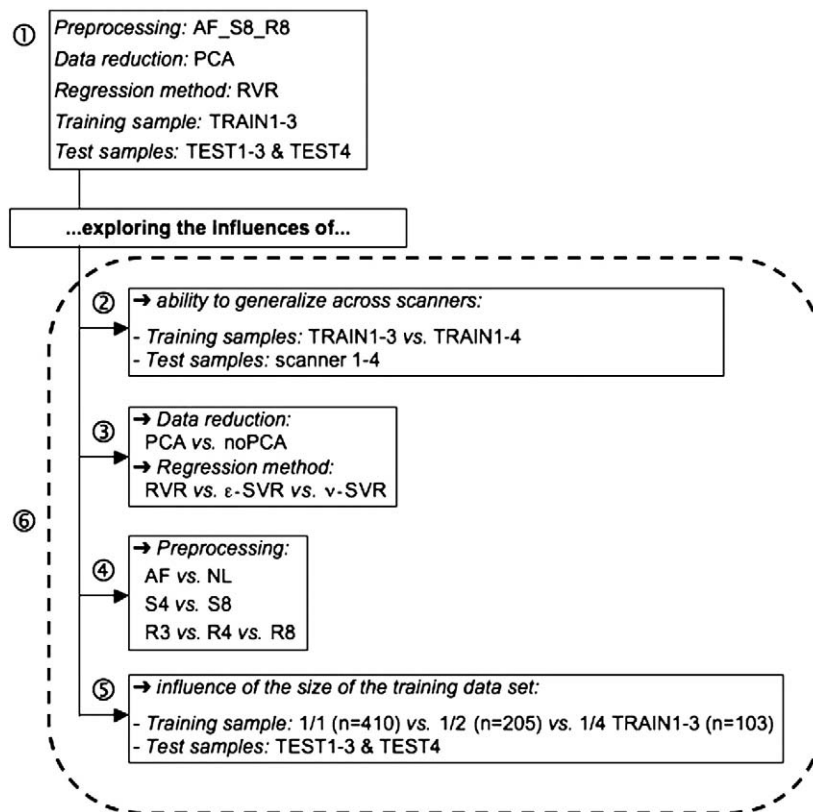 ① Preprocessing: AF_S8_R8
Data reduction: PCA
Regression method: RVR
Training sample: TRAIN1-3
Test samples: TEST1-3 & TEST4
...exploring the Influences of...
② → ability to generalize across scanners:
- Training samples: TRAIN1-3 vs. TRAIN1-4
- Test samples: scanner 1-4
③ → Data reduction:
PCA vs. noPCA
→ Regression method:
RVR vs. ε-SVR vs. ν-SVR
⑥
④ → Preprocessing:
AF vs. NL
S4 vs. S8
R3 vs. R4 vs. R8
⑤ → influence of the size of the training data set:
- Training sample: 1/1 (n=410) vs. 1/2 (n=205) vs. 1/4 TRAIN1-3 (n=103)
- Test samples: TEST1-3 & TEST4